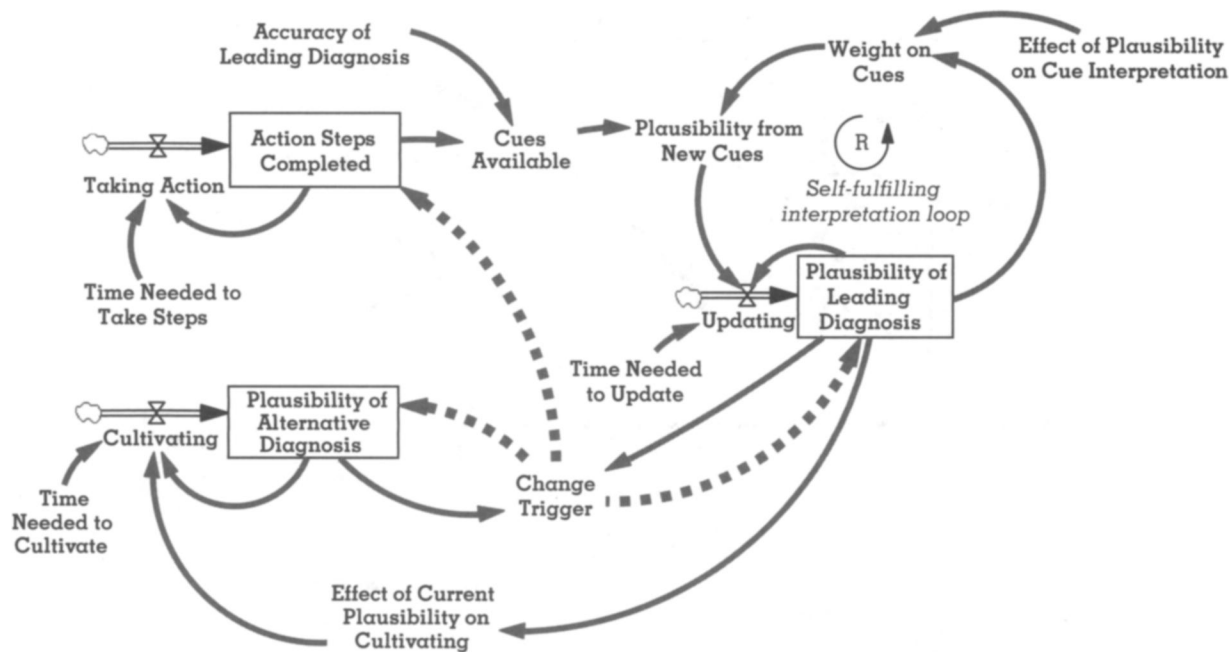 Accuracy of
Leading Diagnosis
Weight on
Cues
Effect of Plausibility
on Cue Interpretation
Action Steps
Completed
Cues
Available
Plausibility from
New Cues
R
Taking Action
Self-fulfilling
interpretation loop
Time Needed to
Take Steps
Plausibility of
Leading
Diagnosis
Updating
Time Needed
to Update
Plausibility of
Alternative
Diagnosis
Cultivating
Change
Trigger
Time
Needed to
Cultivate
Effect of Current
Plausibility on
Cultivating